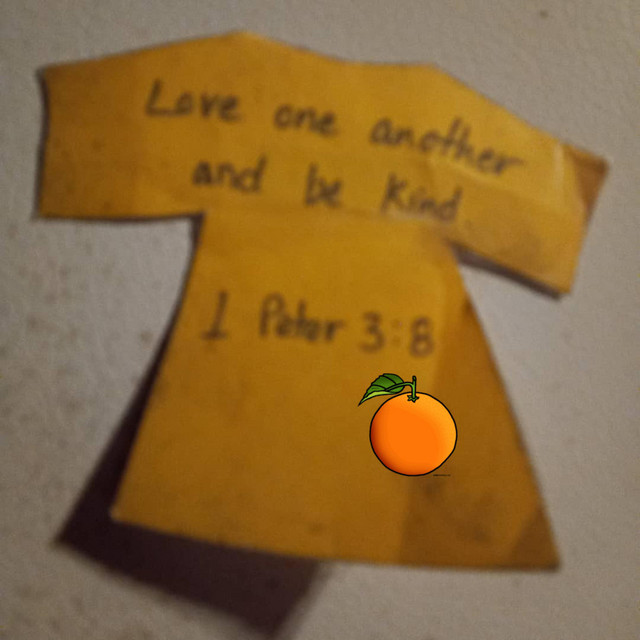 Love one another
and be kind
1 Peter 3:8